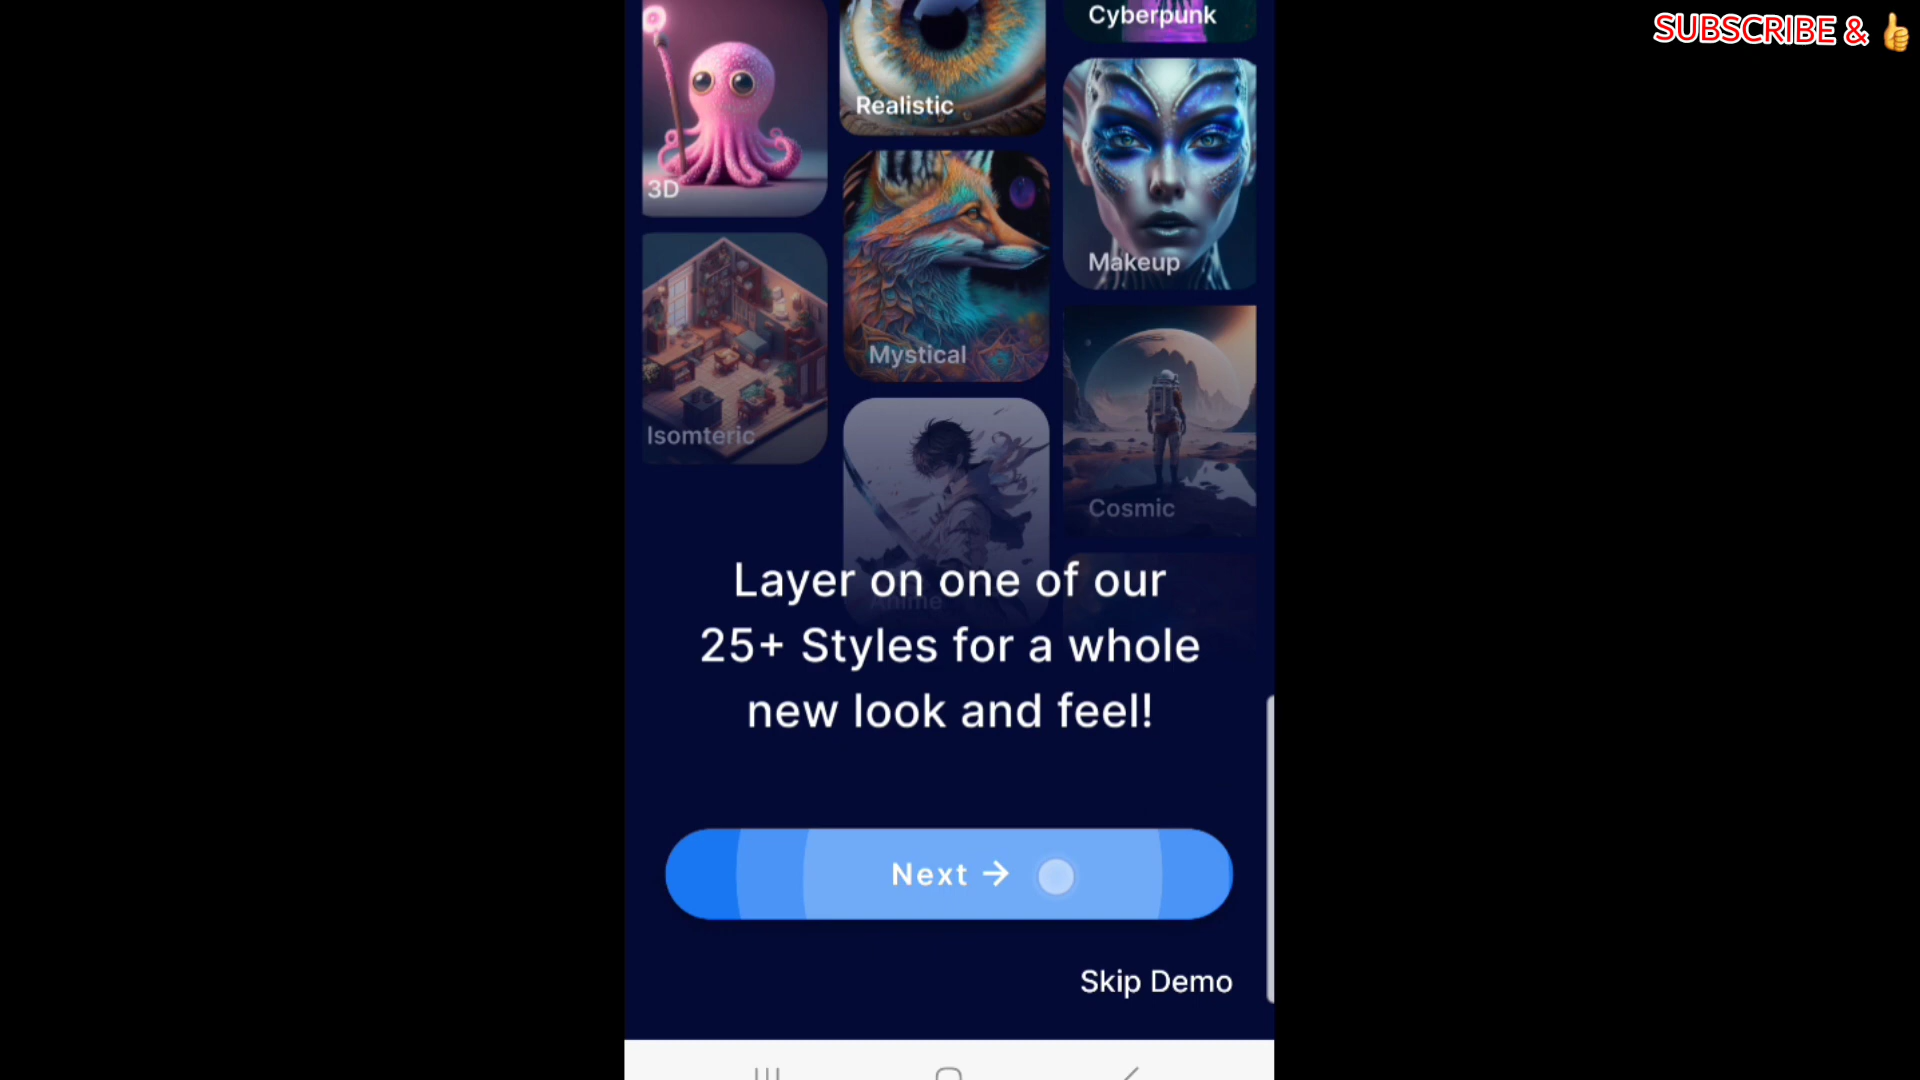 SUBSCRIBE &
Cyberpunk
Realistic
3D
Makeup
Mystical
Isomteric
Cosmic
Anime
Layer on one of our
25+ Styles for a whole
new look and feel!
Next →
Skip Demo